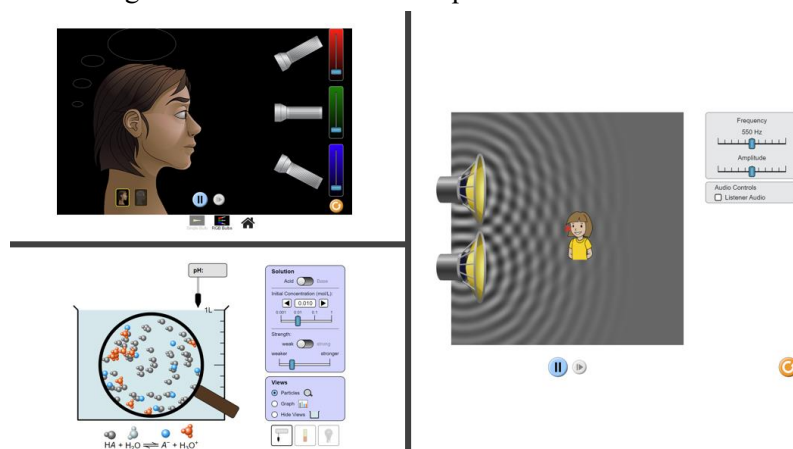 RGB Bulbs
pH:
1L
Solution
Acid
Base
Initial Concentration (mol/L):
0.010
0.001 0.01 0.1 1
Strength:
weak strong
weaker stronger
Views
Particles
Graph
Hide Views
HA + H₂O ⇌ A⁻ + H₃O⁺
Frequency
550 Hz
Amplitude
Audio Controls
Listener Audio